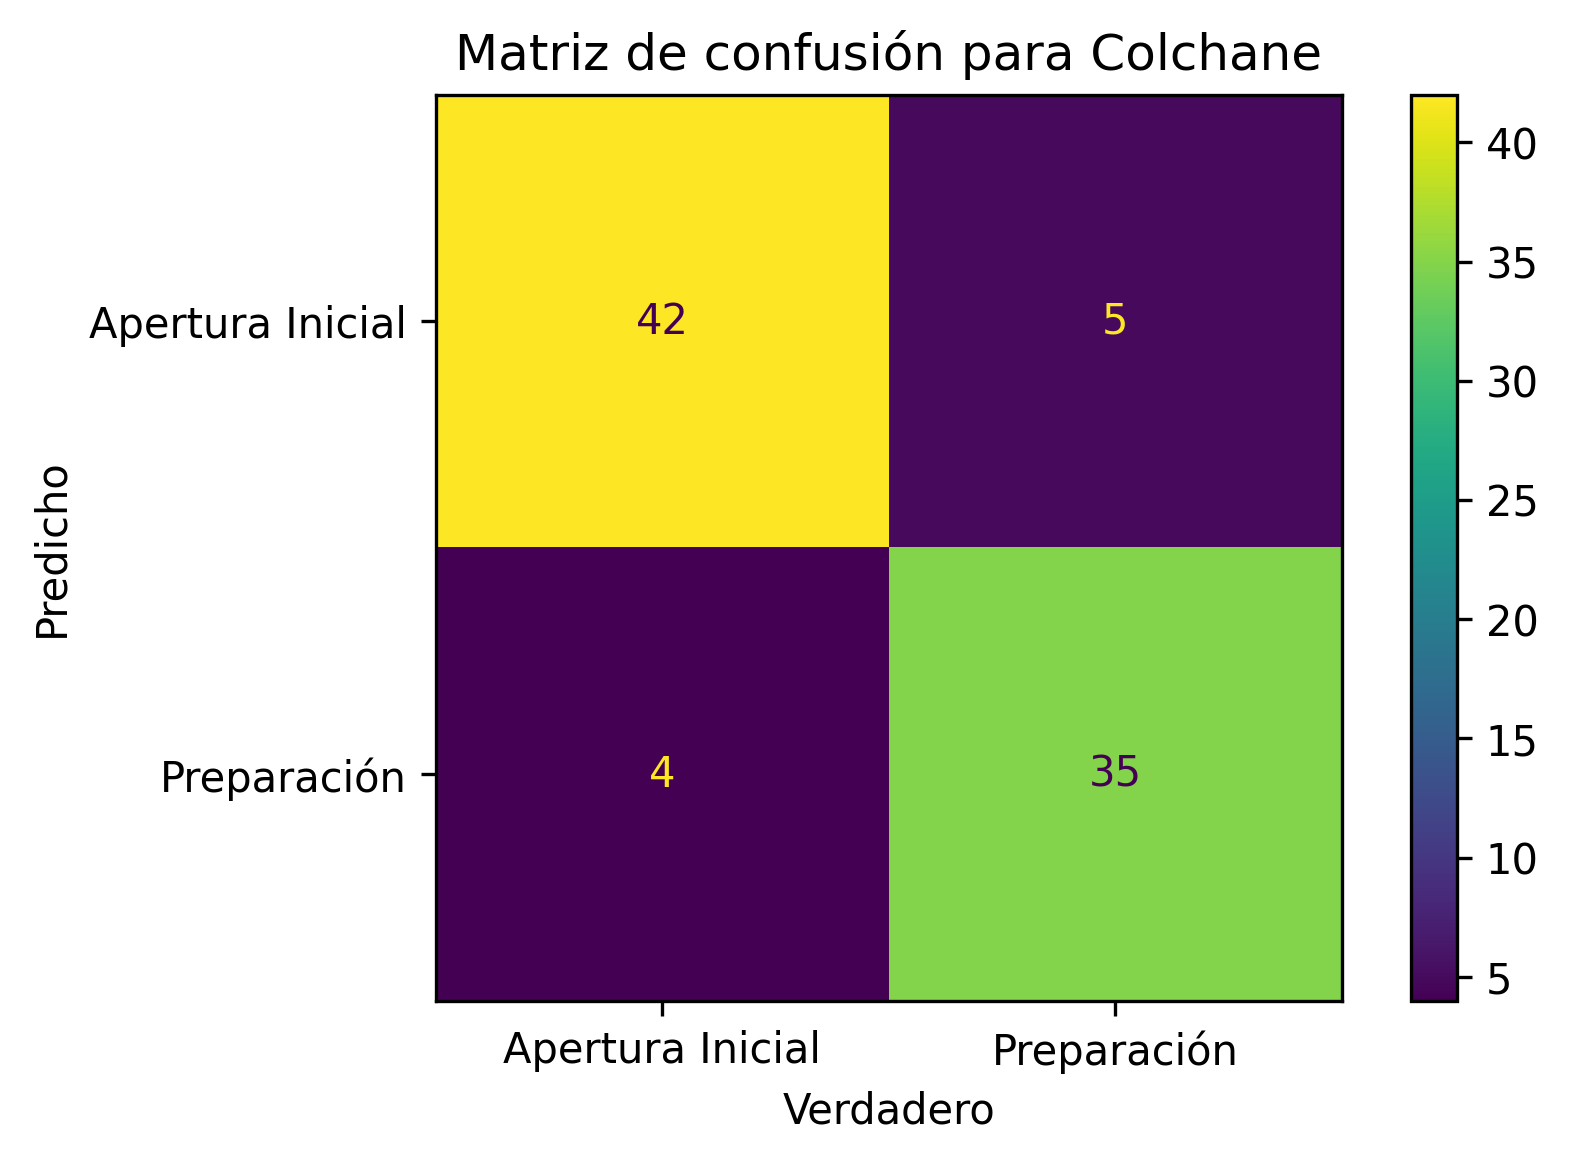 Matriz de confusión para Colchane
Predicho
Apertura Inicial
42
5
Preparación
4
35
Apertura Inicial
Preparación
Verdadero
40
35
30
25
20
15
10
5